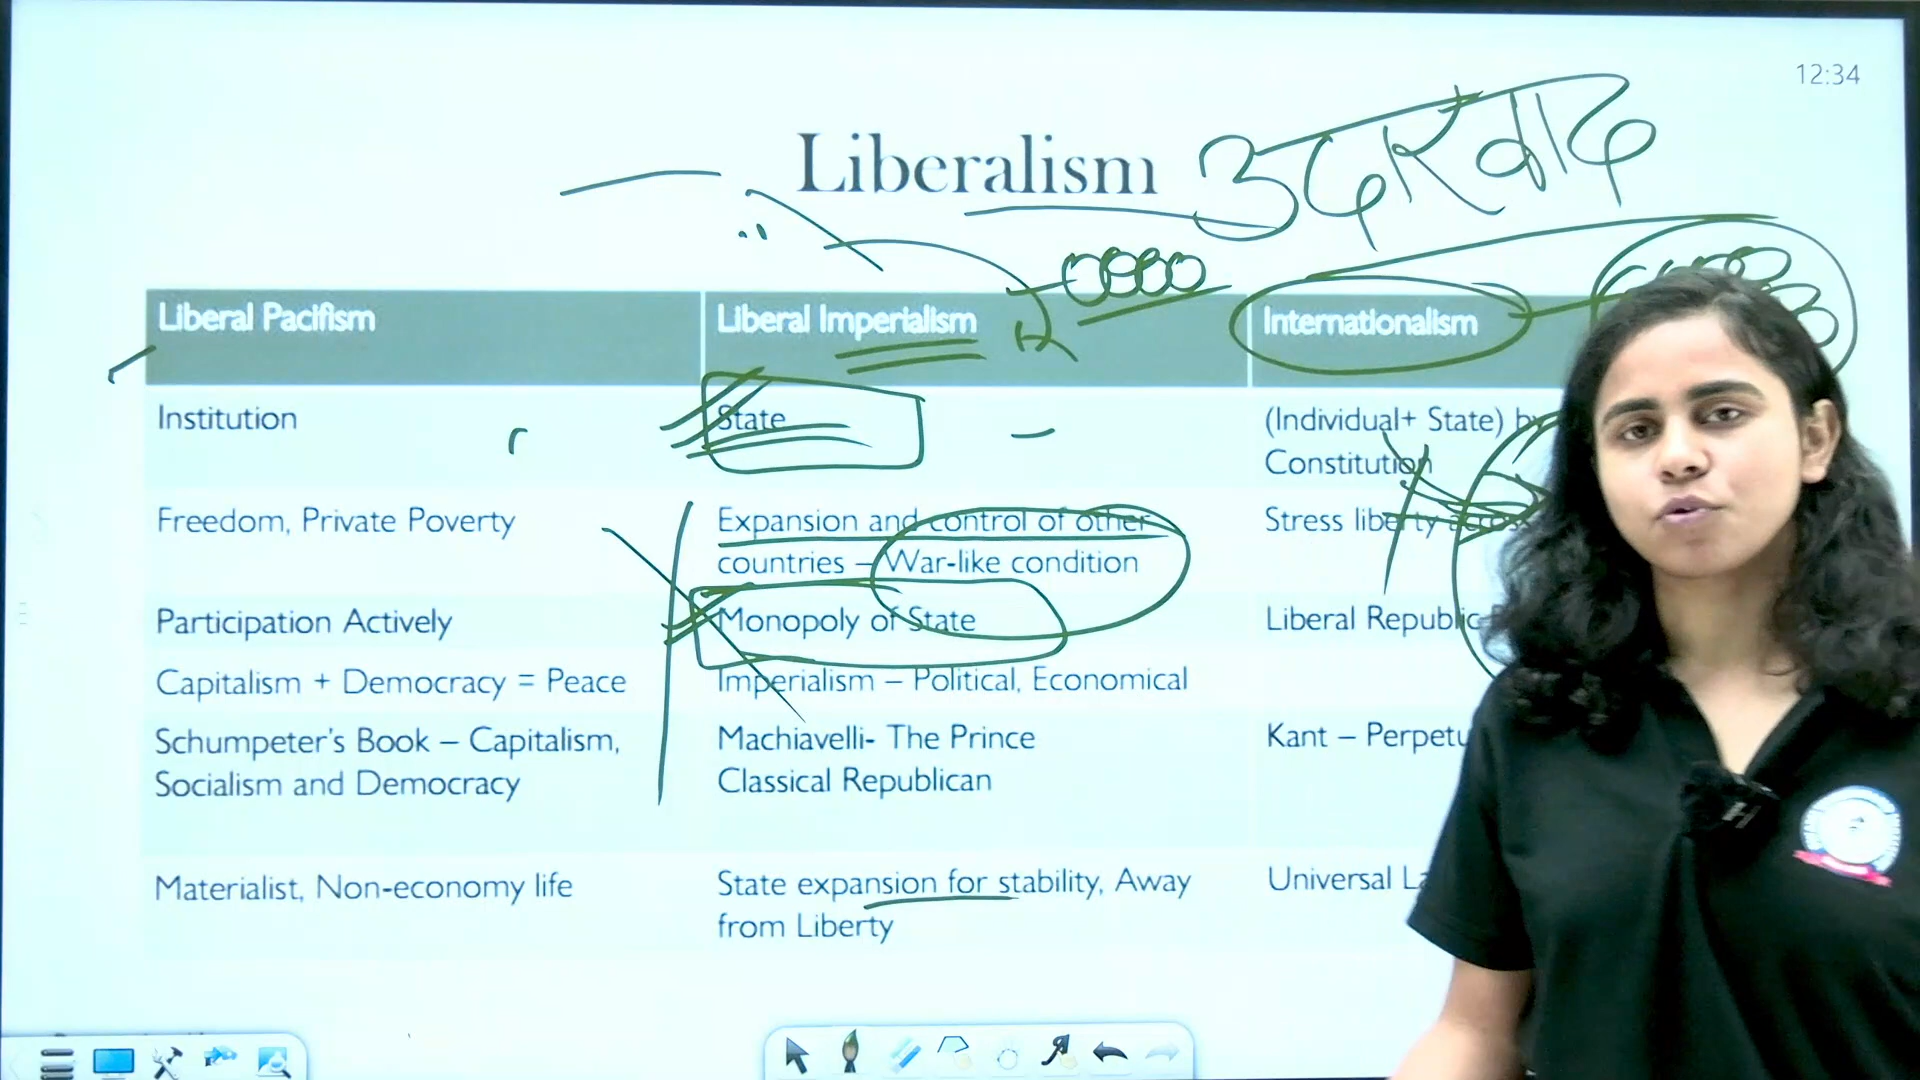 12:34
Liberalism उदारवाद
Liberal Pacifism
Liberal Imperialism
Internationalism
Institution
State
(Individual+ State) by
Constitution
Freedom, Private Poverty
Expansion and control of other
countries – War-like condition
Stress liberty across
Participation Actively
Monopoly of State
Liberal Republic
Capitalism + Democracy = Peace
Imperialism – Political, Economical
Schumpeter's Book – Capitalism,
Socialism and Democracy
Machiavelli- The Prince
Classical Republican
Kant –
Materialist, Non-economy life
State expansion for stability, Away
from Liberty
Universal